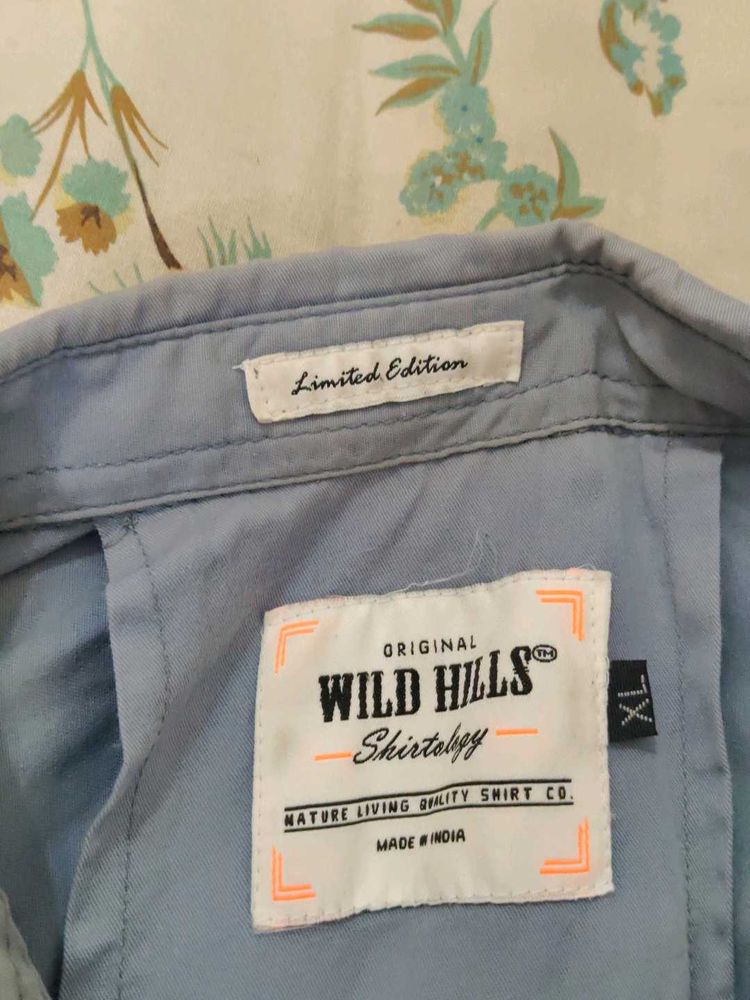 Limited Edition
ORIGINAL
WILD HILLS™
Shirtology
NATURE LIVING QUALITY SHIRT CO.
MADE IN INDIA
XL